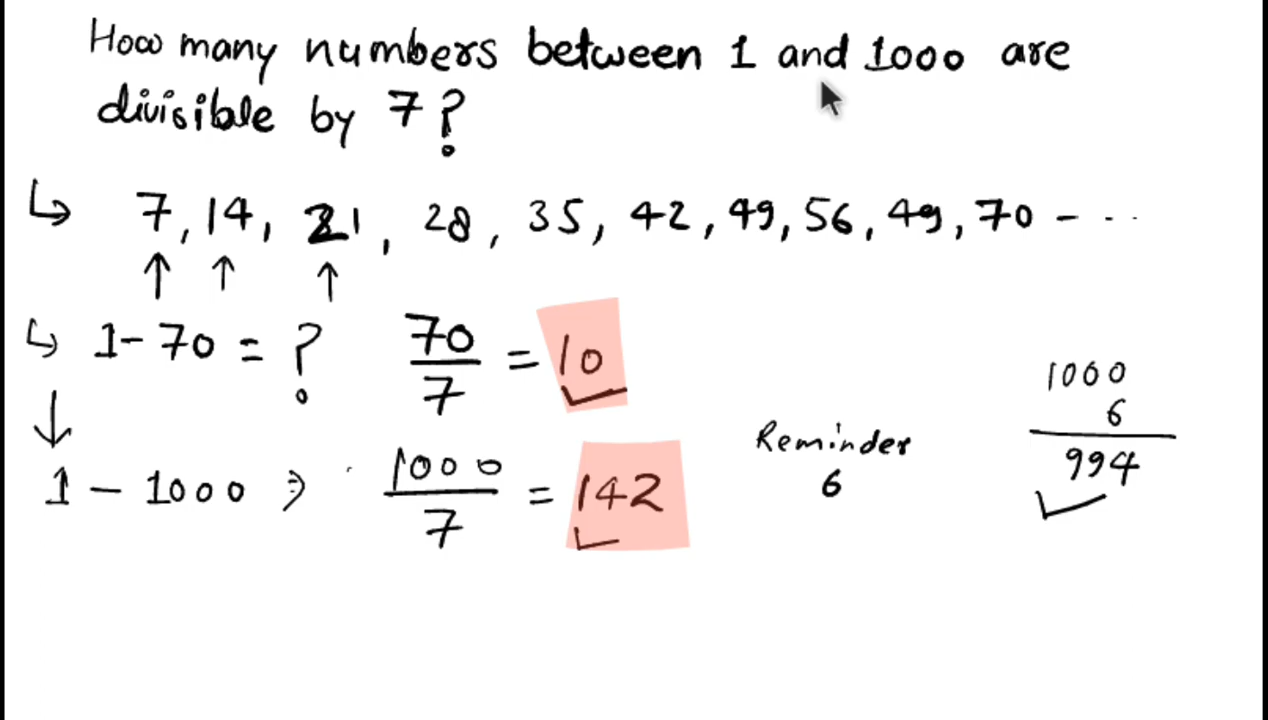 How many numbers between 1 and 1000 are
divisible by 7?
↳ 7, 14, 21, 28, 35, 42, 49, 56, 49, 70 - - -
↑ ↑ ↑
↳ 1-70 = ? 70/7 = 10
↓
1 - 1000 ⇒ 1000/7 = 142
Reminder
6
1000
6
994